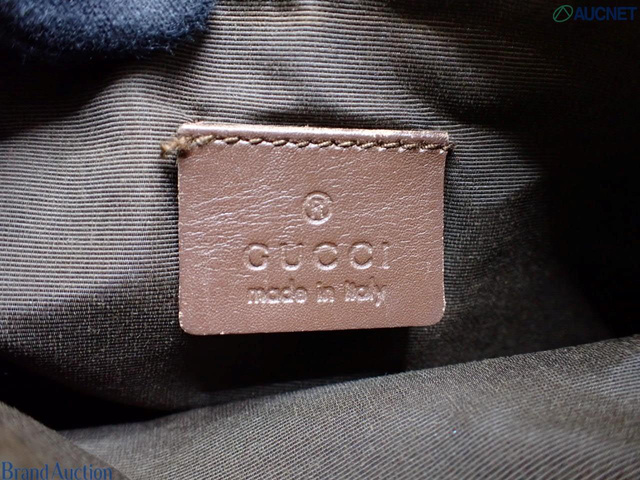 AUCNET
®
GUCCI
made in Italy
Brand Auction